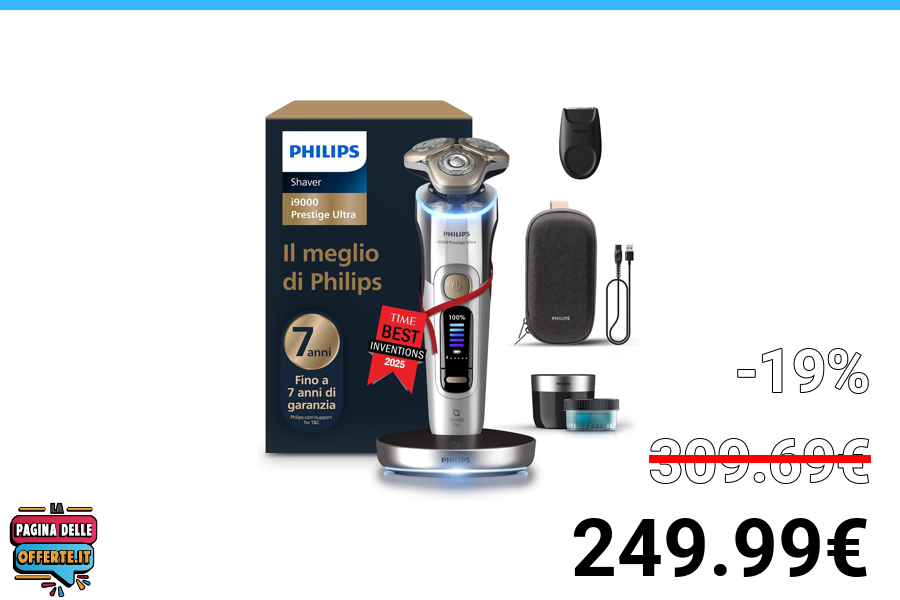 PHILIPS
Shaver
i9000
Prestige Ultra
Il meglio
di Philips
7 anni
Fino a
7 anni di
garanzia
Philips.com/support
for T&C
PHILIPS
i9000 Prestige Ultra
100%
TIME
BEST
INVENTIONS
2025
PHILIPS
PHILIPS
-19%
309.69€
249.99€
LA
PAGINA DELLE
OFFERTE.IT